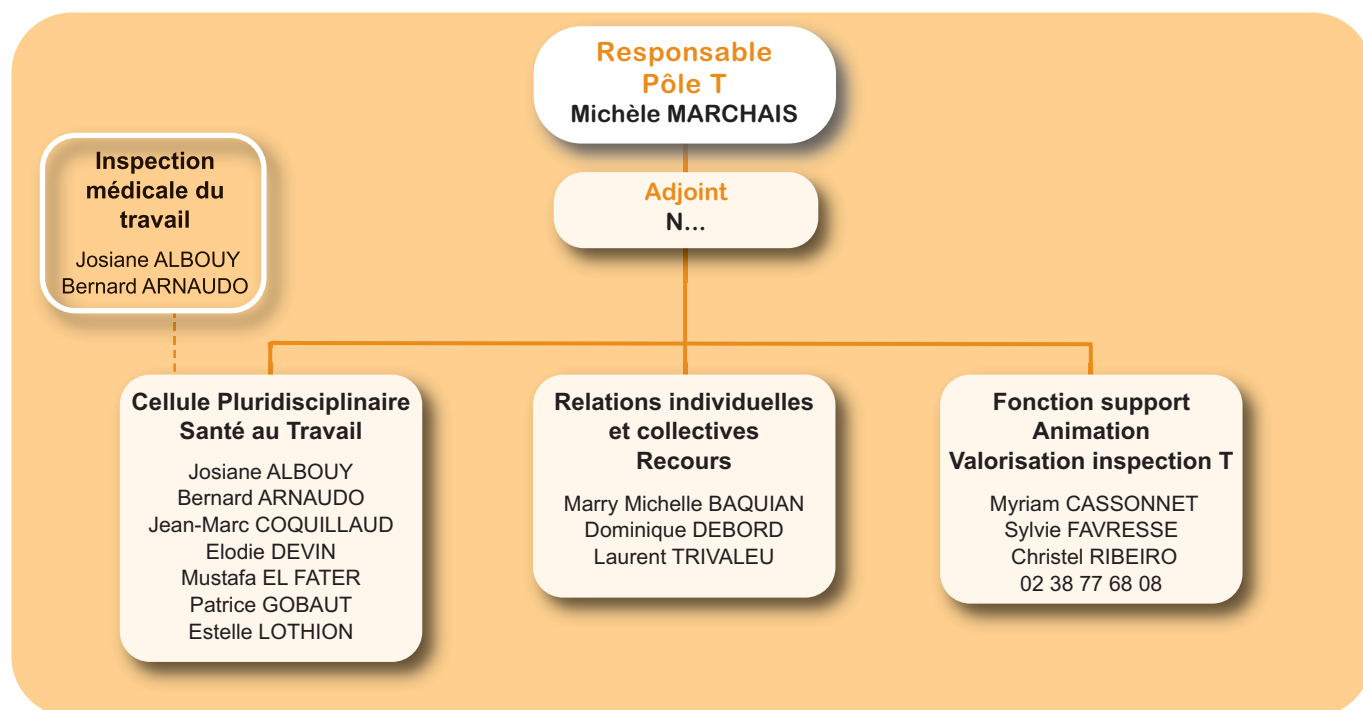 Responsable
Pôle T
Michèle MARCHAIS
Adjoint
N...
Inspection
médicale du
travail
Josiane ALBOUY
Bernard ARNAUDO
Cellule Pluridisciplinaire
Santé au Travail
Josiane ALBOUY
Bernard ARNAUDO
Jean-Marc COQUILLAUD
Elodie DEVIN
Mustafa EL FATER
Patrice GOBAUT
Estelle LOTHION
Relations individuelles
et collectives
Recours
Marry Michelle BAQUIAN
Dominique DEBORD
Laurent TRIVALEU
Fonction support
Animation
Valorisation inspection T
Myriam CASSONNET
Sylvie FAVRESSE
Christel RIBEIRO
02 38 77 68 08